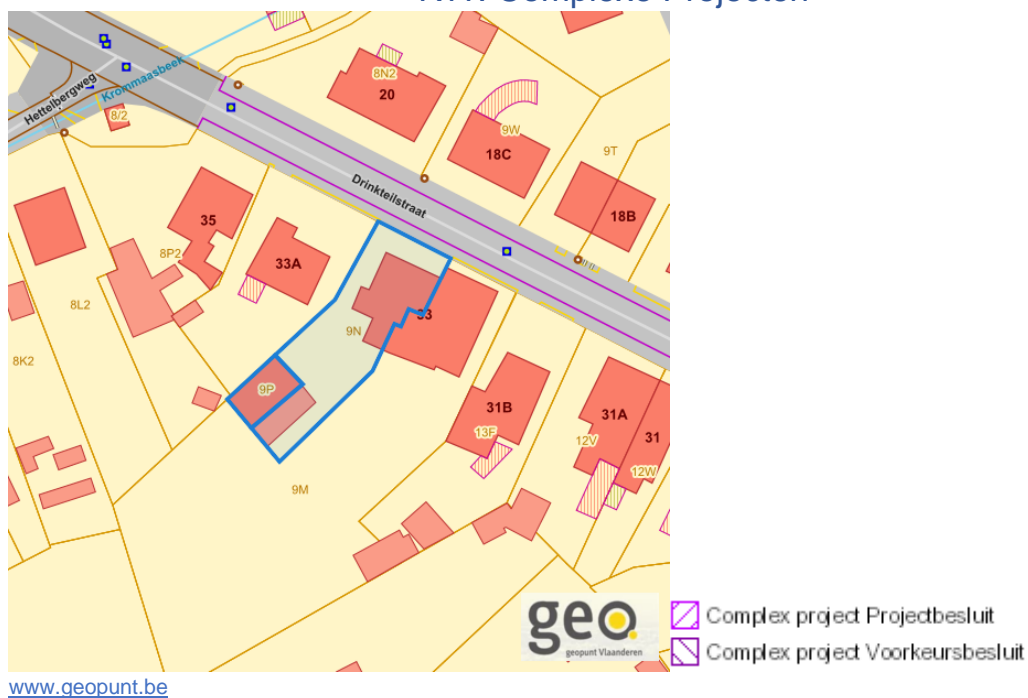 Complexe Projecten
Krommaasbeek
Hettelbergweg
8/2
8N2
20
9W
18C
9T
18B
Drinkteilstraat
35
8P2
33A
8L2
9N
33
8K2
9P
31B
13F
31A
12V
31
12W
9M
geo.
geopunt Vlaanderen
Complex project Projectbesluit
Complex project Voorkeursbesluit
www.geopunt.be